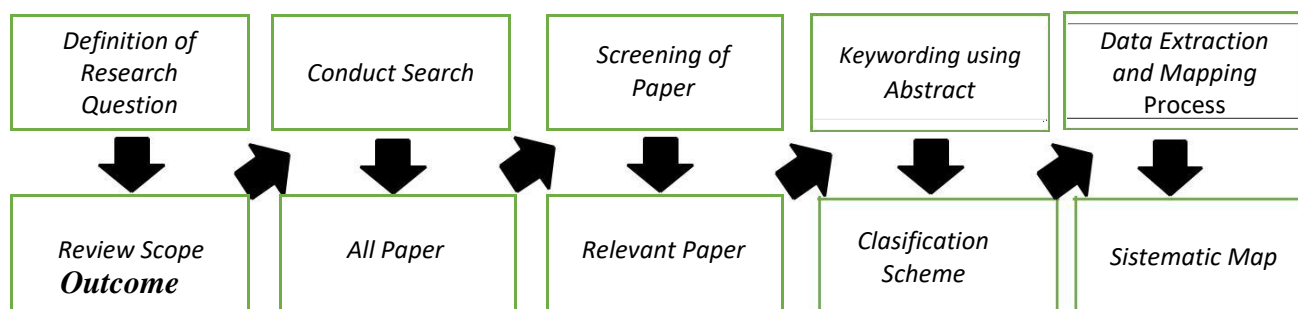 Definition of
Research
Question
Conduct Search
Screening of
Paper
Keywording using
Abstract
Data Extraction
and Mapping
Process
Review Scope
Outcome
All Paper
Relevant Paper
Clasification
Scheme
Sistematic Map